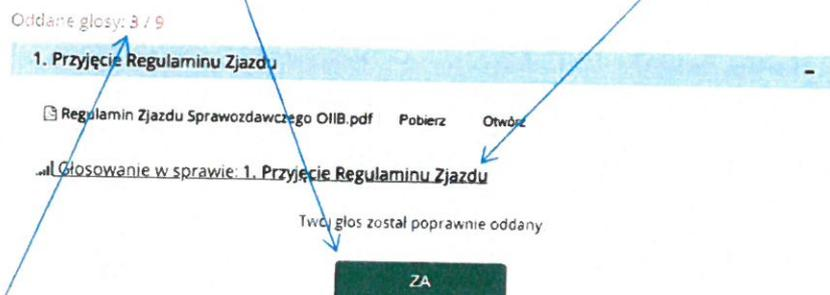 Oddane głosy: 3 / 9
1. Przyjęcie Regulaminu Zjazdu -
Regulamin Zjazdu Sprawozdawczego OIIB.pdf Pobierz Otwórz
Głosowanie w sprawie: 1. Przyjęcie Regulaminu Zjazdu
Twój głos został poprawnie oddany
ZA